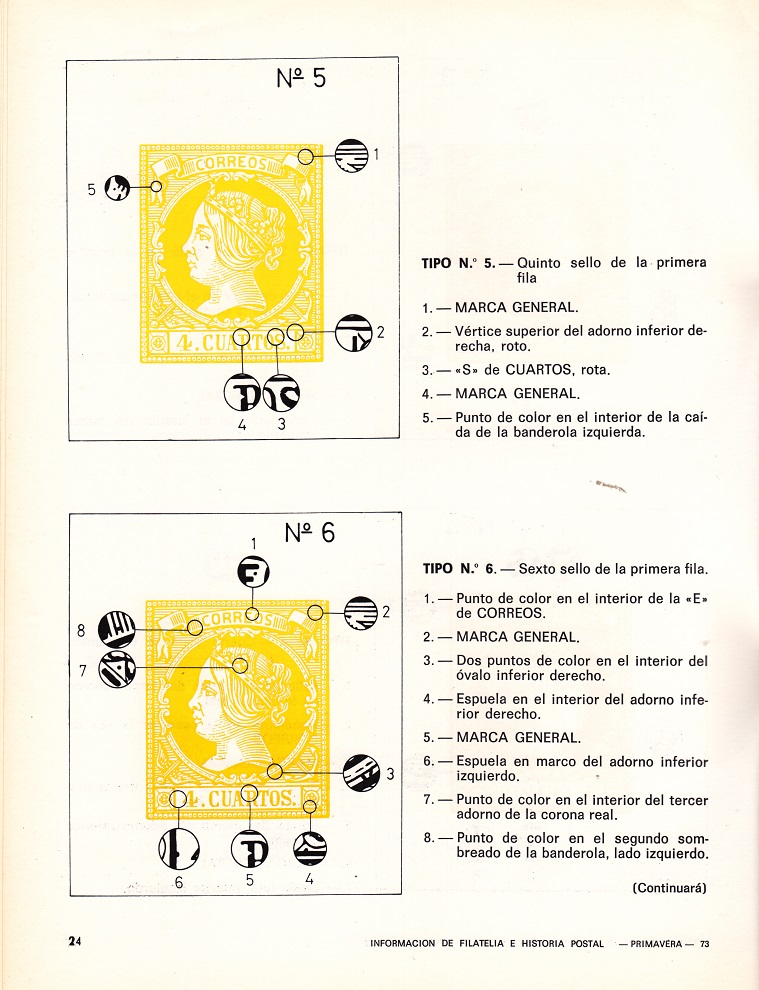 Nº 5
CORREOS
1
5
2
4. CUARTOS.
4
3
TIPO N.º 5. — Quinto sello de la primera
fila
1. — MARCA GENERAL.
2. — Vértice superior del adorno inferior de-
recha, roto.
3. — «S» de CUARTOS, rota.
4. — MARCA GENERAL.
5. — Punto de color en el interior de la caí-
da de la banderola izquierda.
Nº 6
1
CORREOS
2
8
7
3
4. CUARTOS.
6
5
4
TIPO N.º 6. — Sexto sello de la primera fila.
1. — Punto de color en el interior de la «E»
de CORREOS.
2. — MARCA GENERAL.
3. — Dos puntos de color en el interior del
óvalo inferior derecho.
4. — Espuela en el interior del adorno infe-
rior derecho.
5. — MARCA GENERAL.
6. — Espuela en marco del adorno inferior
izquierdo.
7. — Punto de color en el interior del tercer
adorno de la corona real.
8. — Punto de color en el segundo som-
breado de la banderola, lado izquierdo.
(Continuará)
24
INFORMACION DE FILATELIA E HISTORIA POSTAL — PRIMAVERA — 73